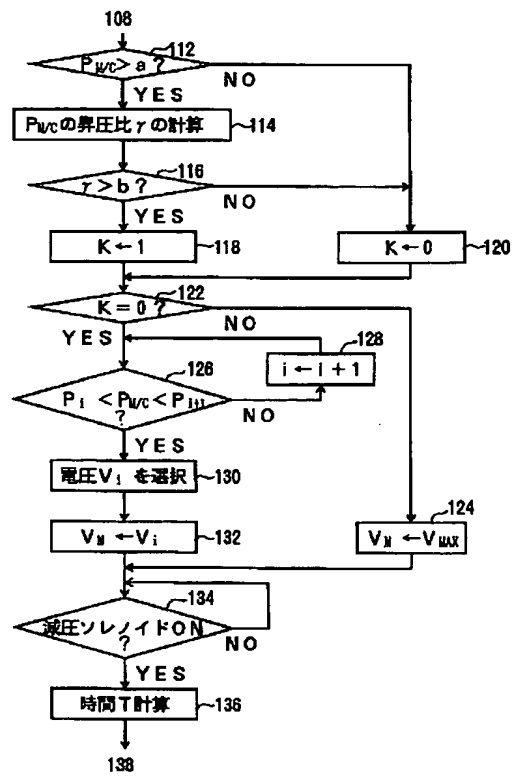 108
112
P_M/C > a ?
NO
YES
P_M/Cの昇圧比γの計算
114
116
γ > b ?
NO
YES
K ← 1
118
K ← 0
120
122
K = 0 ?
YES
NO
128
i ← i + 1
126
P_i < P_M/C < P_i+1
?
NO
YES
電圧V_i を選択
130
124
V_M ← V_i
132
V_M ← V_MAX
134
減圧ソレノイドON
?
NO
YES
時間T計算
136
138